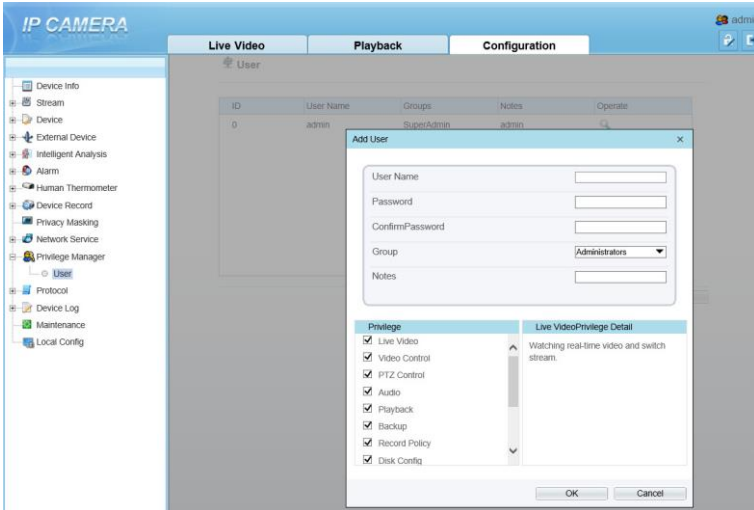 IP CAMERA
Live Video Playback Configuration
User
Device Info
Stream
Device
External Device
Intelligent Analysis
Alarm
Human Thermometer
Device Record
Privacy Masking
Network Service
Privilege Manager
User
Protocol
Device Log
Maintenance
Local Config
ID User Name Groups Notes Operate
0 admin SuperAdmin admin
Add User
User Name
Password
ConfirmPassword
Group Administrators
Notes
Privilege
Live Video
Video Control
PTZ Control
Audio
Playback
Backup
Record Policy
Disk Config
Live VideoPrivilege Detail
Watching real-time video and switch
stream.
OK Cancel